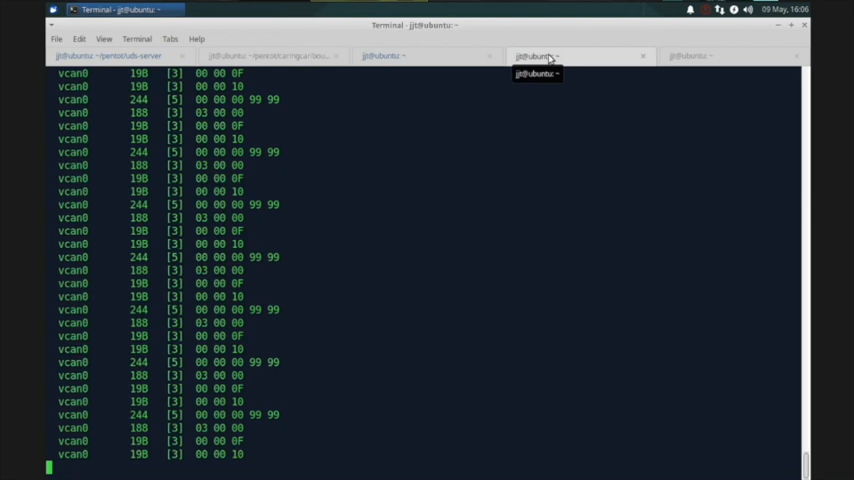 Terminal - jjt@ubuntu: ~
09 May, 16:06
Terminal - jjt@ubuntu: ~
File Edit View Terminal Tabs Help
jjt@ubuntu: ~/pentot/uds-server jjt@ubuntu: ~/pentot/caringcar/bou... jjt@ubuntu: ~ jjt@ubuntu: ~ jjt@ubuntu: ~
jjt@ubuntu: ~
vcan0 19B [3] 00 00 0F
vcan0 19B [3] 00 00 10
vcan0 244 [5] 00 00 00 99 99
vcan0 188 [3] 03 00 00
vcan0 19B [3] 00 00 0F
vcan0 19B [3] 00 00 10
vcan0 244 [5] 00 00 00 99 99
vcan0 188 [3] 03 00 00
vcan0 19B [3] 00 00 0F
vcan0 19B [3] 00 00 10
vcan0 244 [5] 00 00 00 99 99
vcan0 188 [3] 03 00 00
vcan0 19B [3] 00 00 0F
vcan0 19B [3] 00 00 10
vcan0 244 [5] 00 00 00 99 99
vcan0 188 [3] 03 00 00
vcan0 19B [3] 00 00 0F
vcan0 19B [3] 00 00 10
vcan0 244 [5] 00 00 00 99 99
vcan0 188 [3] 03 00 00
vcan0 19B [3] 00 00 0F
vcan0 19B [3] 00 00 10
vcan0 244 [5] 00 00 00 99 99
vcan0 188 [3] 03 00 00
vcan0 19B [3] 00 00 0F
vcan0 19B [3] 00 00 10
vcan0 244 [5] 00 00 00 99 99
vcan0 188 [3] 03 00 00
vcan0 19B [3] 00 00 0F
vcan0 19B [3] 00 00 10